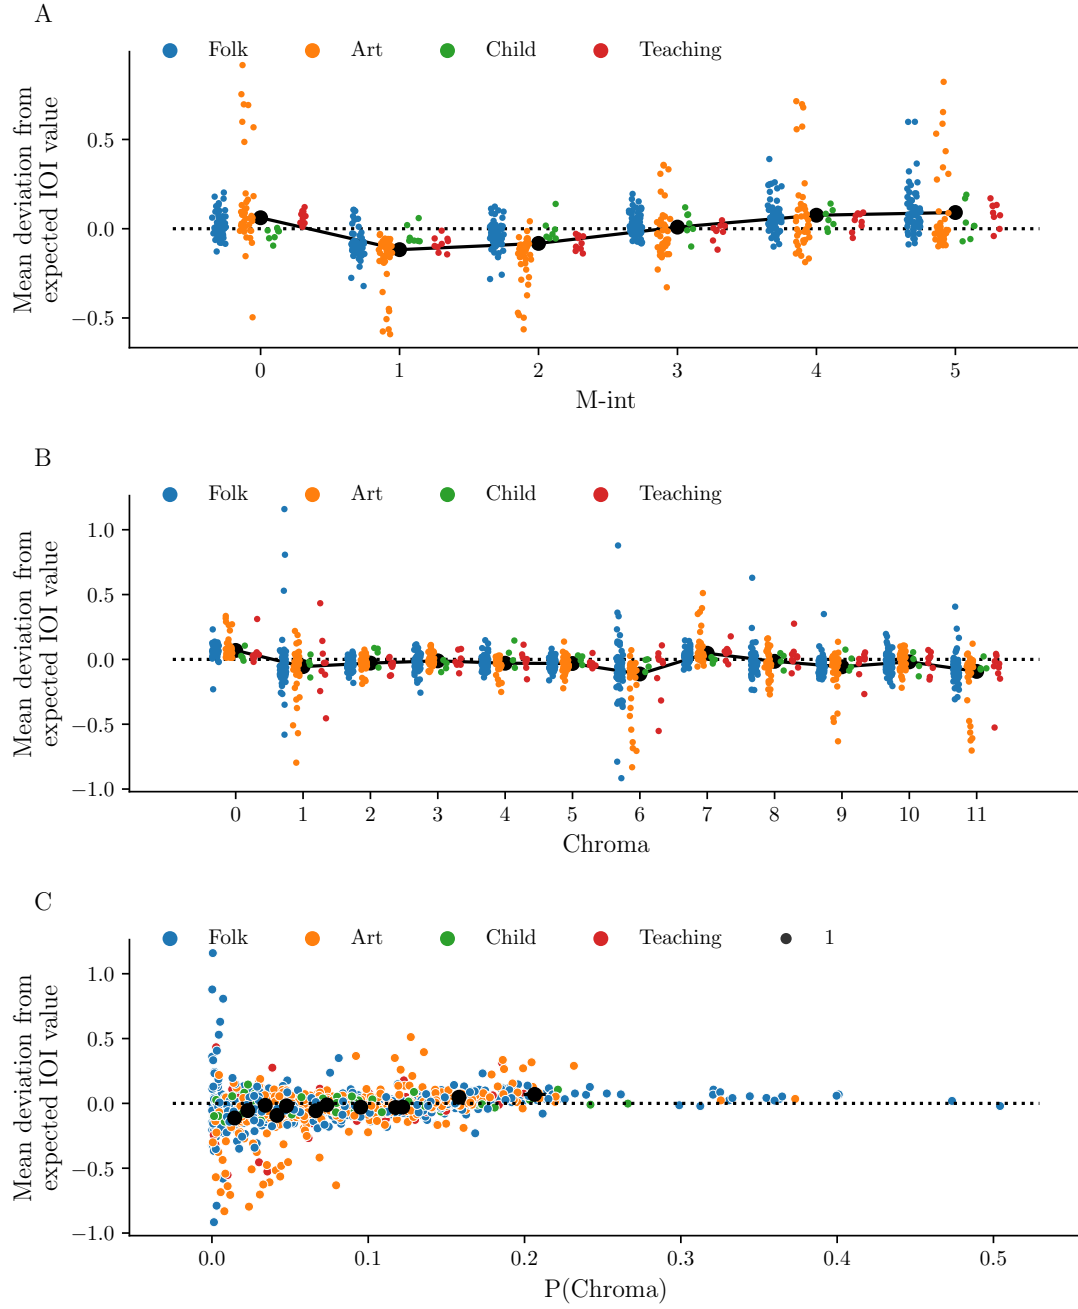 A
Folk Art Child Teaching
0.5
0.0
−0.5
Mean deviation from
expected IOI value
0 1 2 3 4 5
M-int
B
Folk Art Child Teaching
1.0
0.5
0.0
−0.5
−1.0
Mean deviation from
expected IOI value
0 1 2 3 4 5 6 7 8 9 10 11
Chroma
C
Folk Art Child Teaching 1
1.0
0.5
0.0
−0.5
−1.0
Mean deviation from
expected IOI value
0.0 0.1 0.2 0.3 0.4 0.5
P(Chroma)